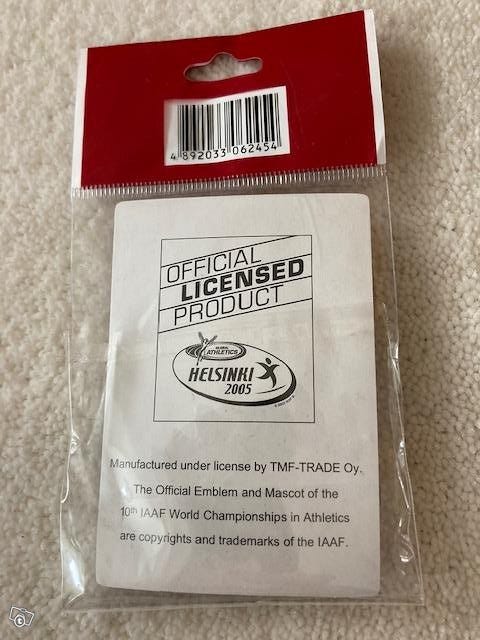 4 892033 062454
OFFICIAL
LICENSED
PRODUCT
GLOBAL
ATHLETICS
HELSINKI
2005
Manufactured under license by TMF-TRADE Oy.
The Official Emblem and Mascot of the
10th IAAF World Championships in Athletics
are copyrights and trademarks of the IAAF.